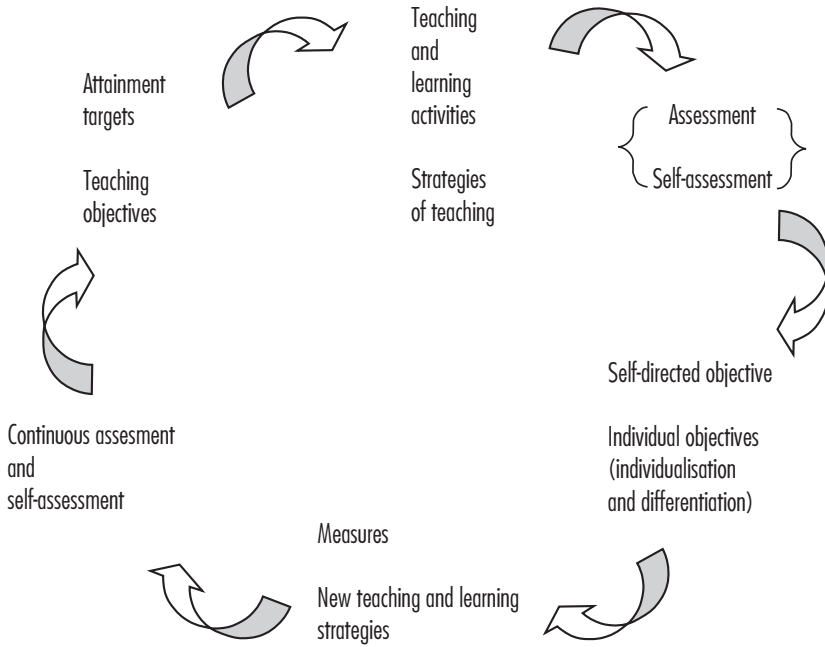 Attainment
targets
Teaching
objectives
Teaching
and
learning
activities
Strategies
of teaching
Assessment
Self-assessment
Self-directed objective
Individual objectives
(individualisation
and differentiation)
Measures
New teaching and learning
strategies
Continuous assesment
and
self-assessment